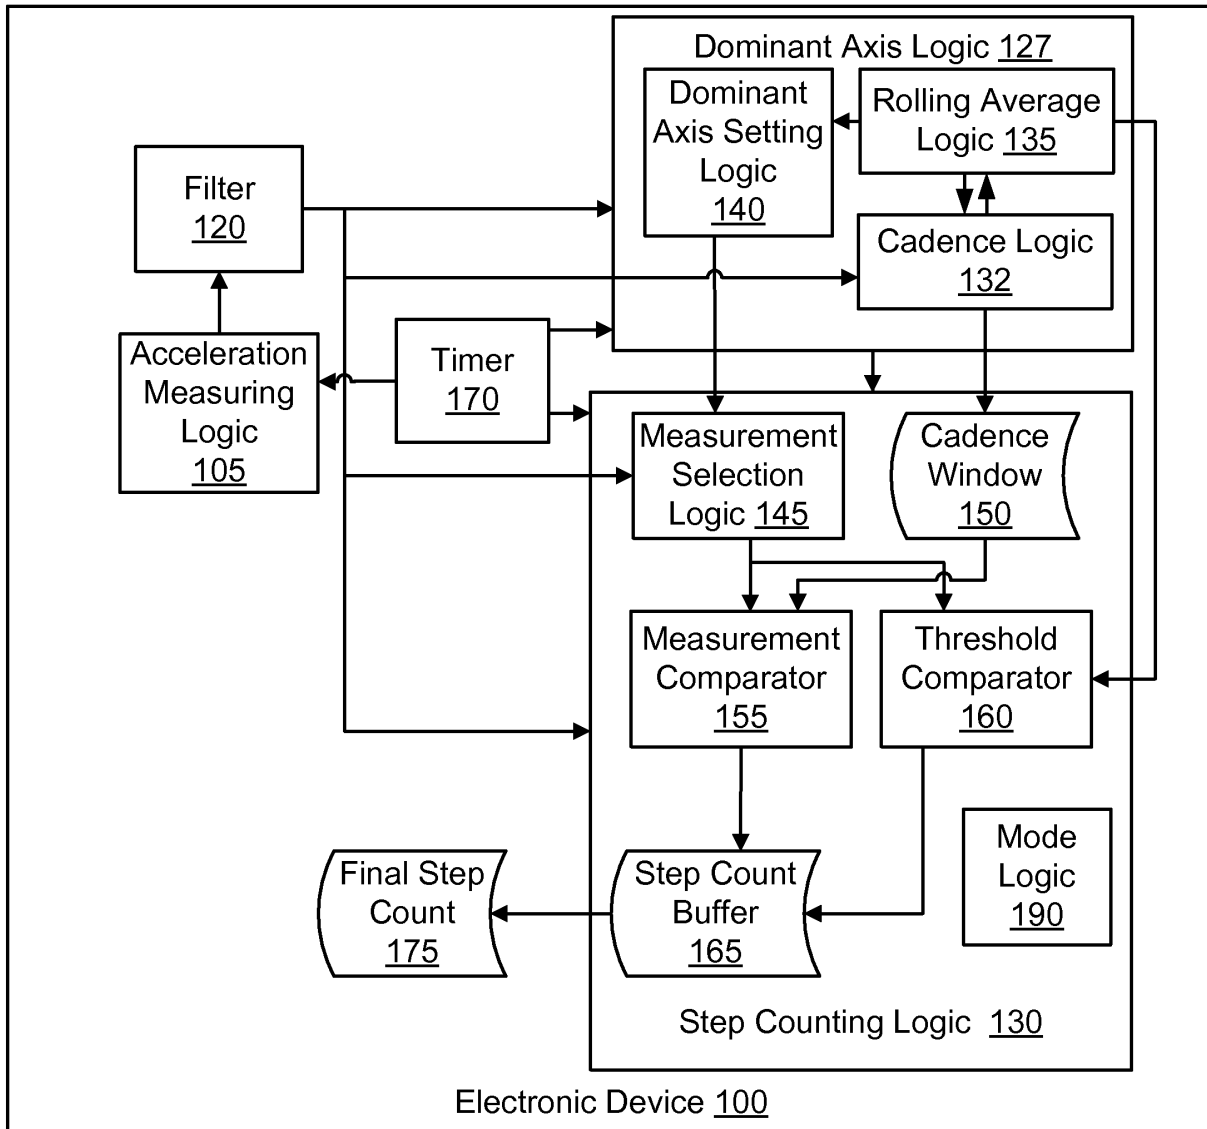 Dominant Axis Logic 127
Dominant
Axis Setting
Logic
140
Rolling Average
Logic 135
Filter
120
Cadence Logic
132
Acceleration
Measuring
Logic
105
Timer
170
Measurement
Selection
Logic 145
Cadence
Window
150
Measurement
Comparator
155
Threshold
Comparator
160
Mode
Logic
190
Final Step
Count
175
Step Count
Buffer
165
Step Counting Logic 130
Electronic Device 100